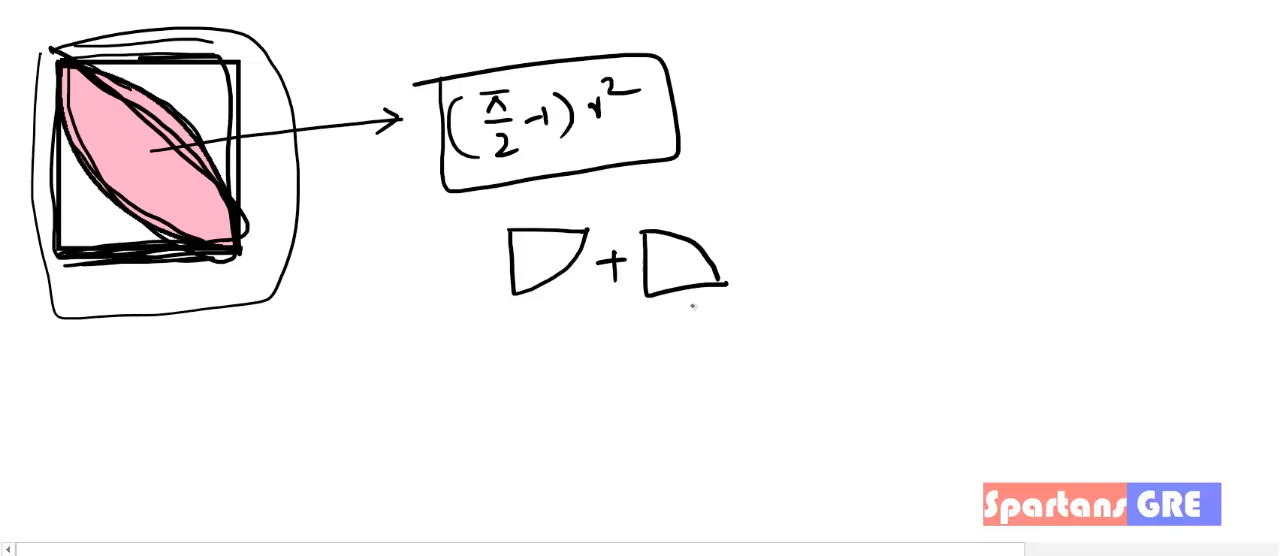 (π/2 -1) r²
+
Spartans GRE